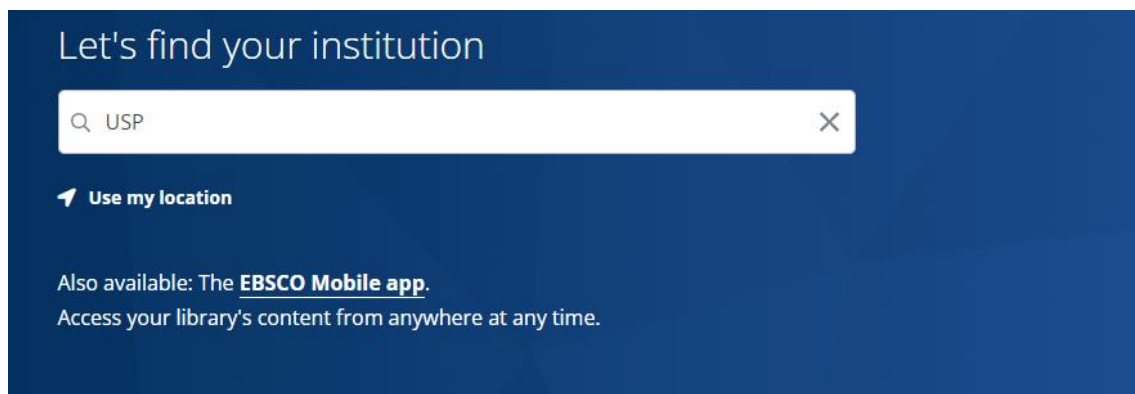 Let's find your institution
USP
Use my location
Also available: The EBSCO Mobile app.
Access your library's content from anywhere at any time.